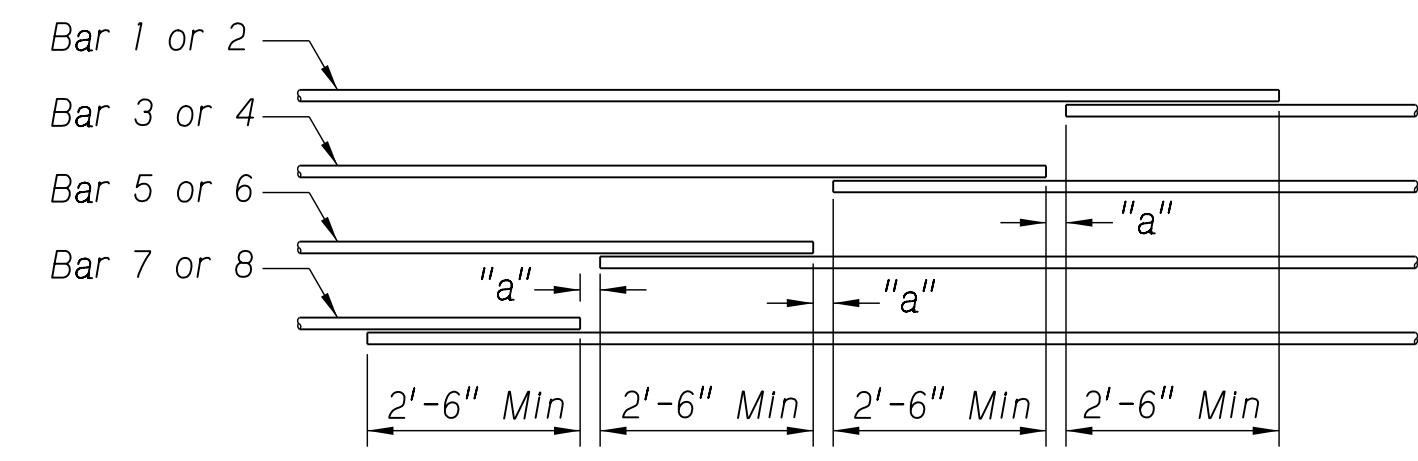 Bar 1 or 2
Bar 3 or 4
Bar 5 or 6
"a"
Bar 7 or 8
"a"
"a"
2'-6" Min
2'-6" Min
2'-6" Min
2'-6" Min